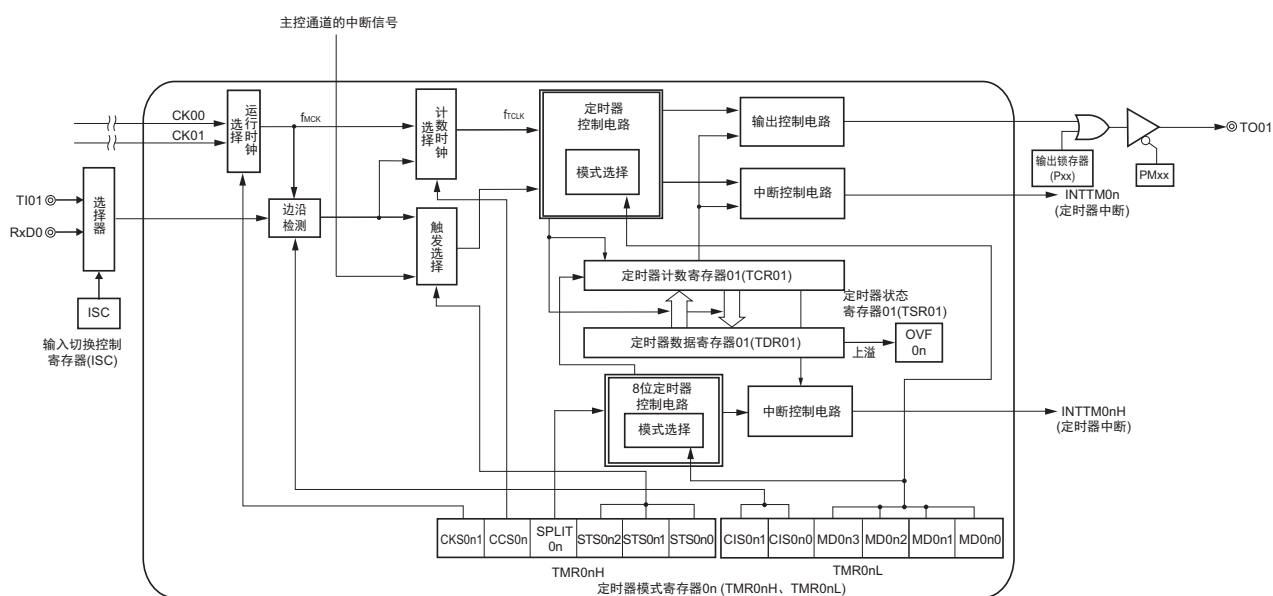 主控通道的中断信号
CK00
CK01
运行时钟
选择
fMCK
计数时钟
选择
fTCLK
定时器
控制电路
模式选择
输出控制电路
中断控制电路
输出锁存器
(Pxx)
PMxx
TO01
INTTM0n
(定时器中断)
TI01
RxD0
选择器
边沿
检测
触发选择
ISC
输入切换控制
寄存器(ISC)
定时器计数寄存器01(TCR01)
定时器状态
寄存器01(TSR01)
定时器数据寄存器01(TDR01)
上溢
OVF
0n
8位定时器
控制电路
模式选择
中断控制电路
INTTM0nH
(定时器中断)
CKS0n1 CCS0n SPLIT 0n STS0n2 STS0n1 STS0n0 CIS0n1 CIS0n0 MD0n3 MD0n2 MD0n1 MD0n0
TMR0nH TMR0nL
定时器模式寄存器0n (TMR0nH、TMR0nL)